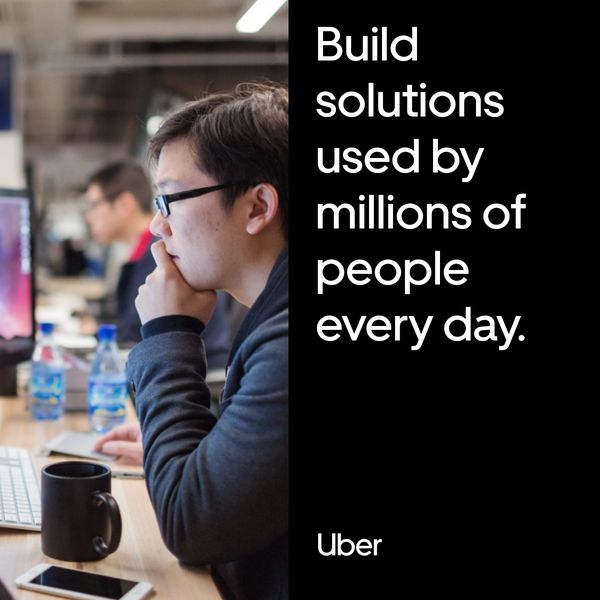 Build
solutions
used by
millions of
people
every day.
Uber